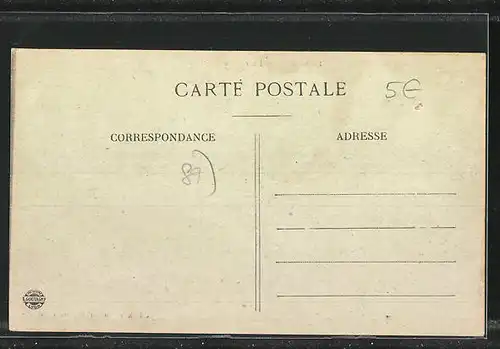 CARTE POSTALE
5€
CORRESPONDANCE
ADRESSE
87)